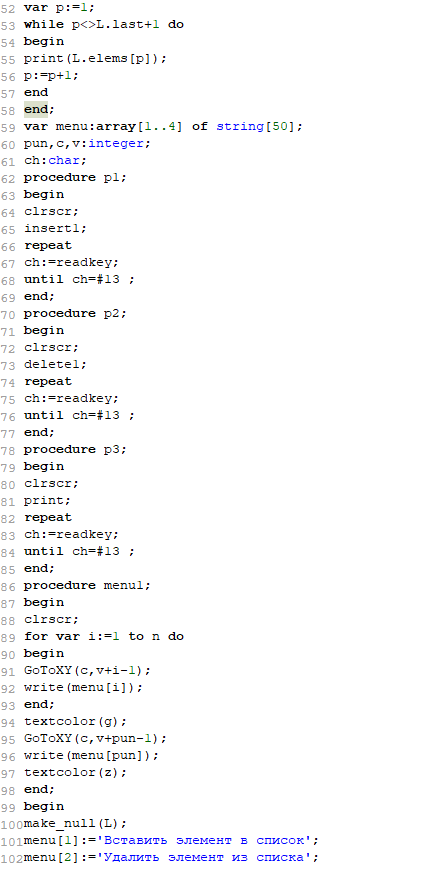 52 var p:=1;
53 while p<>L.last+1 do
54 begin
55 print(L.elems[p]);
56 p:=p+1;
57 end
58 end;
59 var menu:array[1..4] of string[50];
60 pun,c,v:integer;
61 ch:char;
62 procedure p1;
63 begin
64 clrscr;
65 insert1;
66 repeat
67 ch:=readkey;
68 until ch=#13 ;
69 end;
70 procedure p2;
71 begin
72 clrscr;
73 delete1;
74 repeat
75 ch:=readkey;
76 until ch=#13 ;
77 end;
78 procedure p3;
79 begin
80 clrscr;
81 print;
82 repeat
83 ch:=readkey;
84 until ch=#13 ;
85 end;
86 procedure menu1;
87 begin
88 clrscr;
89 for var i:=1 to n do
90 begin
91 GoToXY(c,v+i-1);
92 write(menu[i]);
93 end;
94 textcolor(g);
95 GoToXY(c,v+pun-1);
96 write(menu[pun]);
97 textcolor(z);
98 end;
99 begin
100 make_null(L);
101 menu[1]:='Вставить элемент в список';
102 menu[2]:='Удалить элемент из списка';